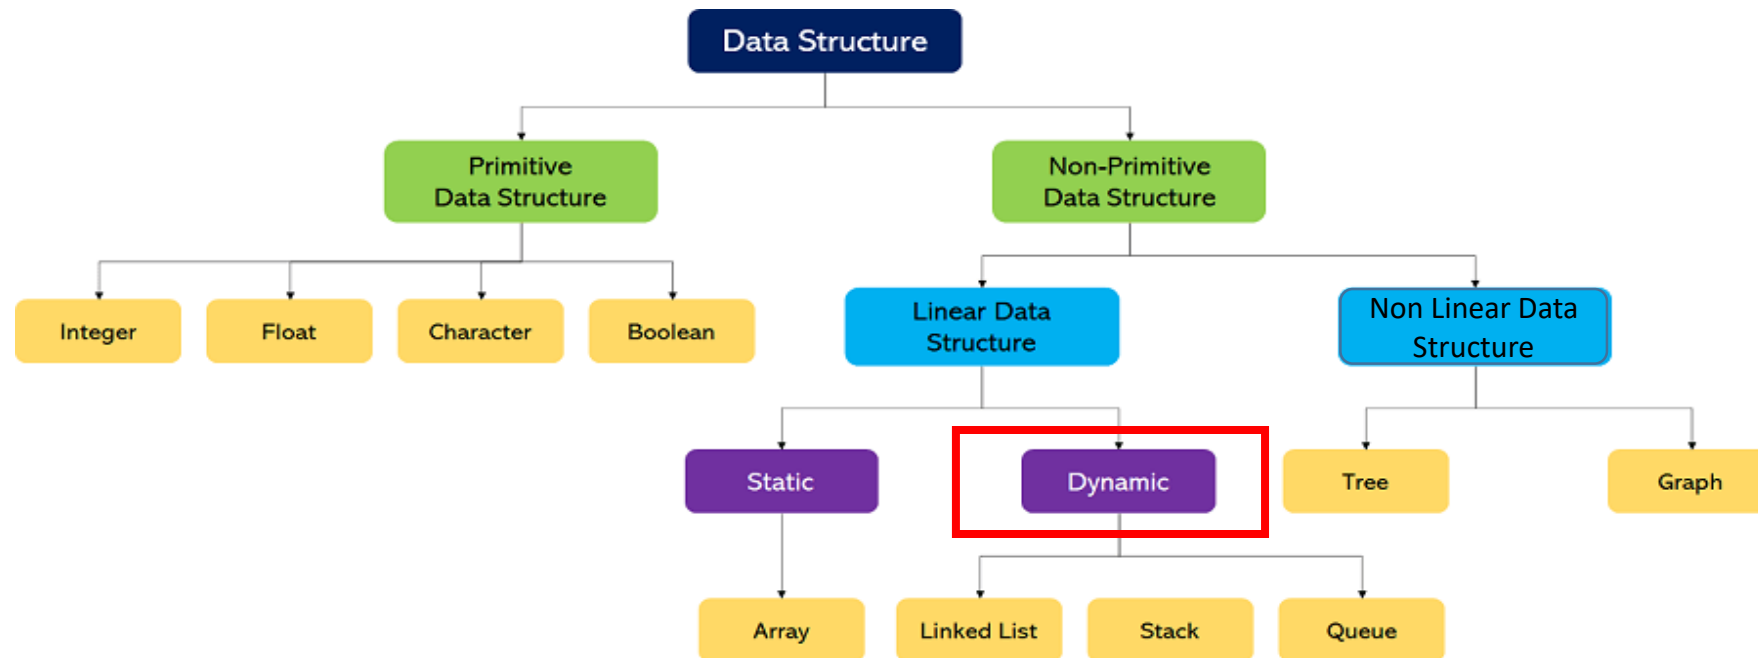 Data Structure
Primitive
Data Structure
Non-Primitive
Data Structure
Integer
Float
Character
Boolean
Linear Data
Structure
Non Linear Data
Structure
Static
Dynamic
Tree
Graph
Array
Linked List
Stack
Queue